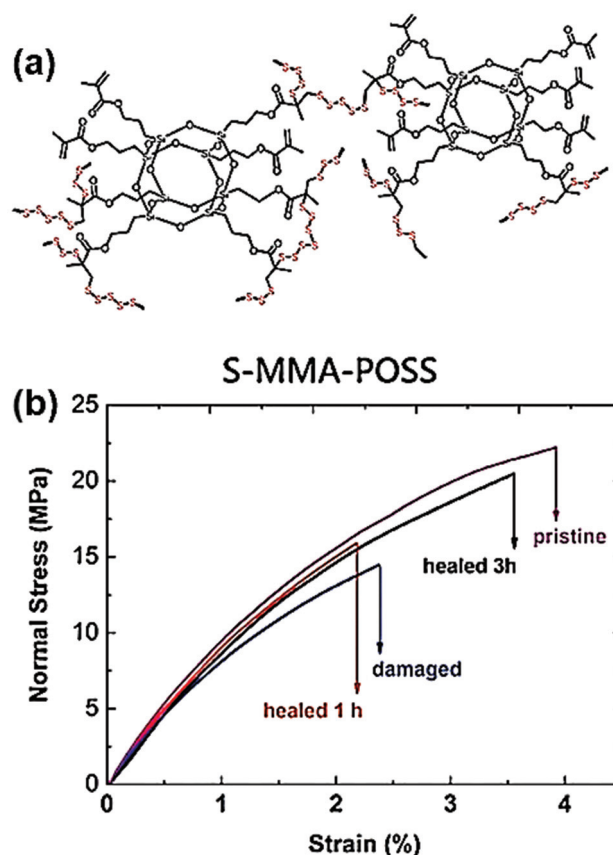 (a)
S-MMA-POSS
(b)
25
20
15
10
5
0
Normal Stress (MPa)
pristine
healed 3h
damaged
healed 1 h
0
1
2
3
4
Strain (%)